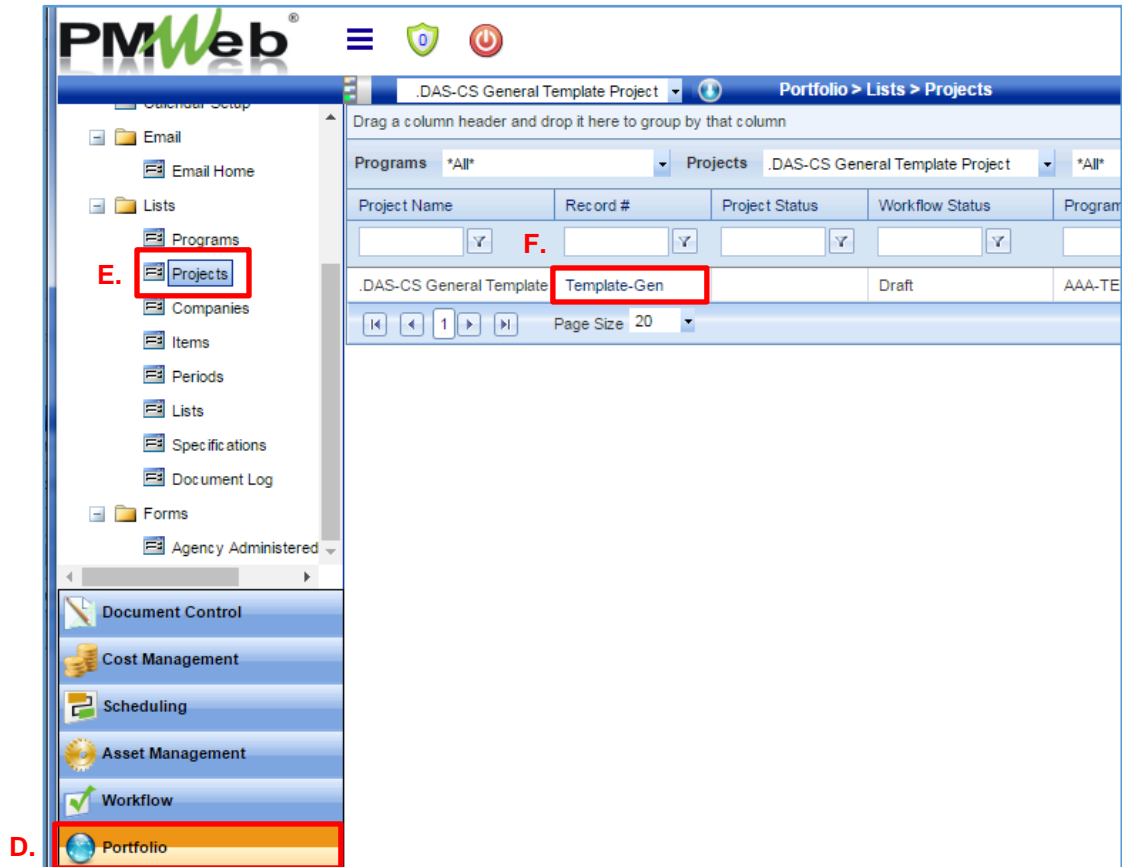 PMWeb®
0
.DAS-CS General Template Project
Portfolio > Lists > Projects
Calendar Setup
Email
Email Home
Lists
Programs
E.
Projects
Companies
Items
Periods
Lists
Specifications
Document Log
Forms
Agency Administered
Document Control
Cost Management
Scheduling
Asset Management
Workflow
D.
Portfolio
Drag a column header and drop it here to group by that column
Programs *All* Projects .DAS-CS General Template Project *All*
Project Name Record # Project Status Workflow Status Program
F.
.DAS-CS General Template Template-Gen Draft AAA-TE
1 Page Size 20